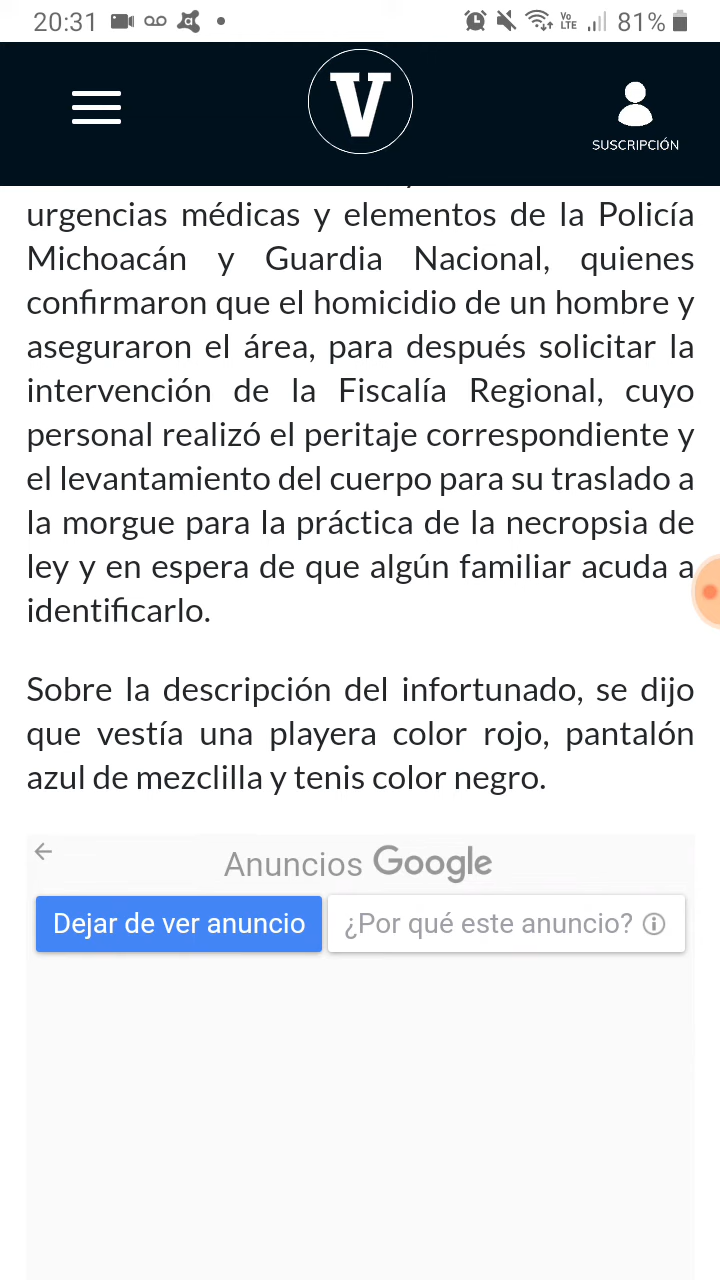 20:31 81%
V
SUSCRIPCIÓN
urgencias médicas y elementos de la Policía
Michoacán y Guardia Nacional, quienes
confirmaron que el homicidio de un hombre y
aseguraron el área, para después solicitar la
intervención de la Fiscalía Regional, cuyo
personal realizó el peritaje correspondiente y
el levantamiento del cuerpo para su traslado a
la morgue para la práctica de la necropsia de
ley y en espera de que algún familiar acuda a
identificarlo.
Sobre la descripción del infortunado, se dijo
que vestía una playera color rojo, pantalón
azul de mezclilla y tenis color negro.
Anuncios Google
Dejar de ver anuncio ¿Por qué este anuncio?